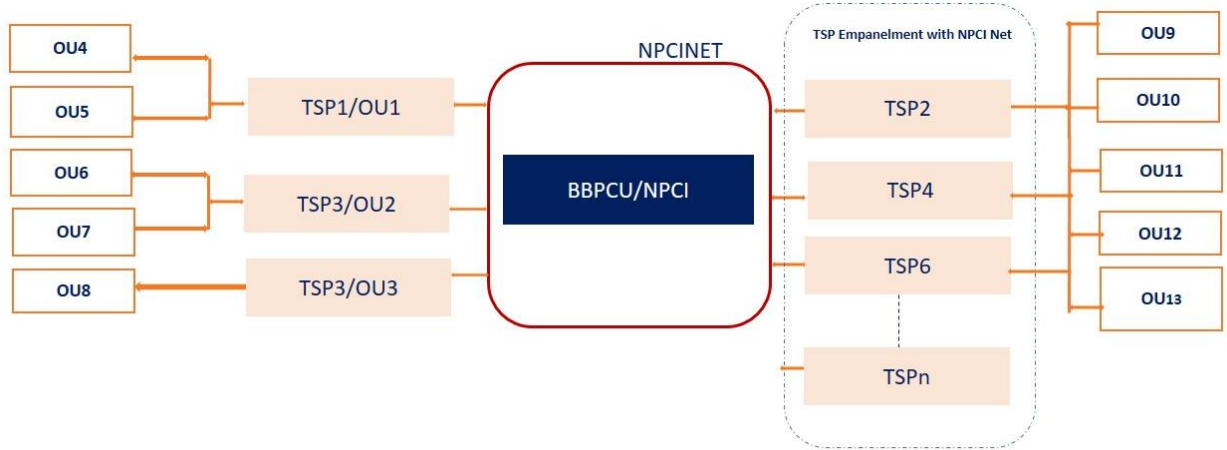 OU4
OU5
OU6
OU7
OU8
TSP1/OU1
TSP3/OU2
TSP3/OU3
NPCINET
BBPCU/NPCI
TSP Empanelment with NPCI Net
TSP2
TSP4
TSP6
TSPn
OU9
OU10
OU11
OU12
OU13